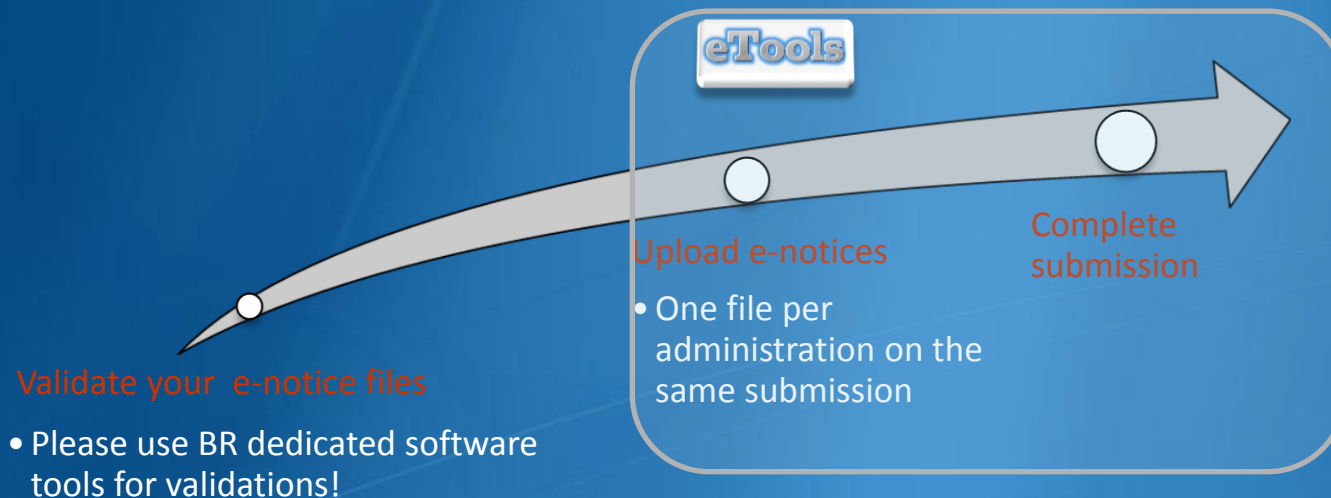 eTools
Validate your e-notice files
• Please use BR dedicated software
tools for validations!
Upload e-notices
• One file per
administration on the
same submission
Complete
submission